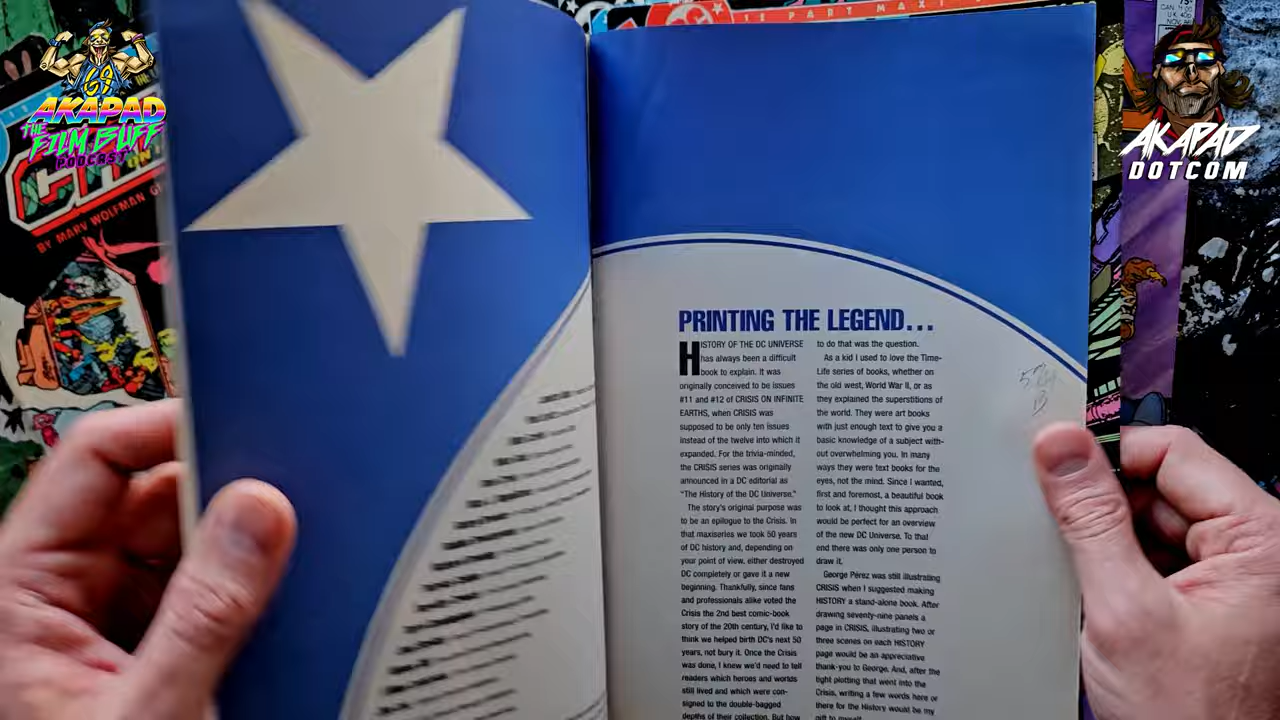 AKAPAD
THE
FILM BUFF
PODCAST
BY MARV WOLFMAN
PART MAXI
AKAPAD
DOTCOM
PRINTING THE LEGEND...
HISTORY OF THE DC UNIVERSE
has always been a difficult
book to explain. It was
originally conceived to be issues
#11 and #12 of CRISIS ON INFINITE
EARTHS, when CRISIS was
supposed to be only ten issues
instead of the twelve into which it
expanded. For the trivia-minded,
the CRISIS series was originally
announced in a DC editorial as
"The History of the DC Universe."
The story's original purpose was
to be an epilogue to the Crisis. In
that maxiseries we took 50 years
of DC history and, depending on
your point of view, either destroyed
DC completely or gave it a new
beginning. Thankfully, since fans
and professionals alike voted the
Crisis the 2nd best comic-book
story of the 20th century, I'd like to
think we helped birth DC's next 50
years, not bury it. Once the Crisis
was done, I knew we'd need to tell
readers which heroes and worlds
still lived and which were con-
signed to the double-bagged
depths of their collection. But how
to do that was the question.
As a kid I used to love the Time-
Life series of books, whether on
the old west, World War II, or as
they explained the superstitions of
the world. They were art books
with just enough text to give you a
basic knowledge of a subject with-
out overwhelming you. In many
ways they were text books for the
eyes, not the mind. Since I wanted,
first and foremost, a beautiful book
to look at, I thought this approach
would be perfect for an overview
of the new DC Universe. To that
end there was only one person to
draw it.
George Pérez was still illustrating
CRISIS when I suggested making
HISTORY a stand-alone book. After
drawing seventy-nine panels a
page in CRISIS, illustrating two or
three scenes on each HISTORY
page would be an appreciative
thank-you to George. And, after the
tight plotting that went into the
Crisis, writing a few words here or
there for the History would be my
gift to myself.